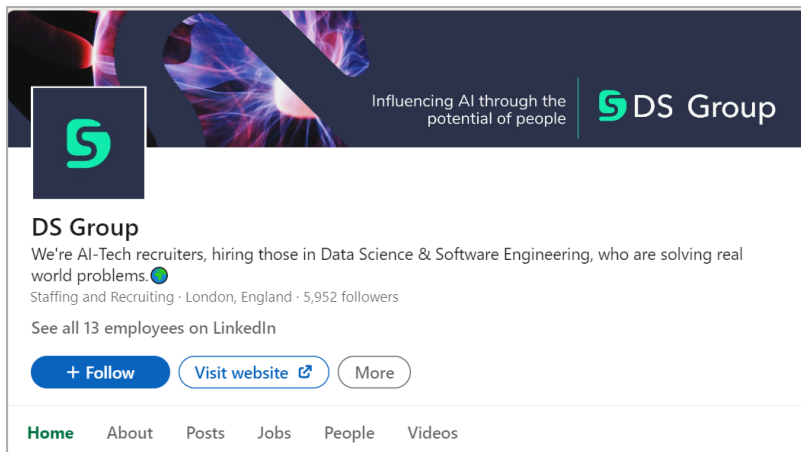 Influencing AI through the
potential of people
DS Group
DS Group
We're AI-Tech recruiters, hiring those in Data Science & Software Engineering, who are solving real
world problems.🌍
Staffing and Recruiting · London, England · 5,952 followers
See all 13 employees on LinkedIn
+ Follow
Visit website
More
Home About Posts Jobs People Videos